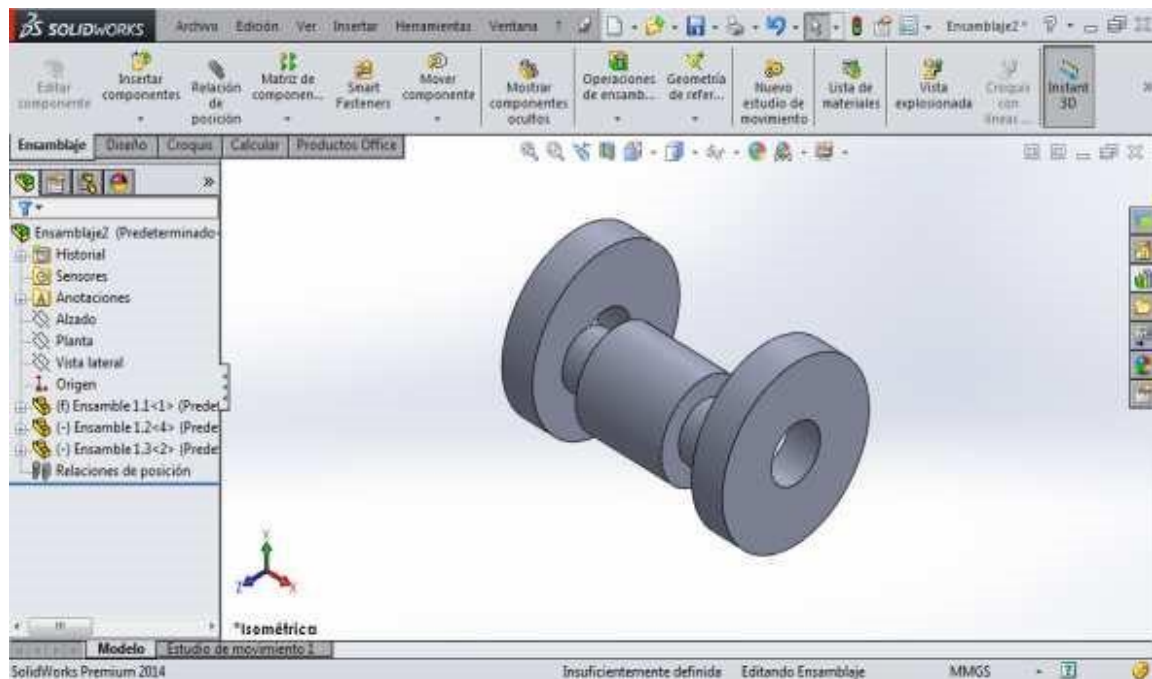 SOLIDWORKS Archivo Edición Ver Insertar Herramientas Ventana Ensamblaje2 *
Editar componente
Insertar componentes
Relación de posición
Matriz de componen...
Smart Fasteners
Mover componente
Mostrar componentes ocultos
Operaciones de ensamb...
Geometría de refer...
Nuevo estudio de movimiento
Lista de materiales
Vista explosionada
Croquis con líneas ...
Instant 3D
Ensamblaje Diseño Croquis Calcular Productos Office
Ensamblaje2 (Predeterminado
Historial
Sensores
Anotaciones
Alzado
Planta
Vista lateral
Origen
(f) Ensamble 1.1<1> (Prede
(-) Ensamble 1.2<4> (Prede
(-) Ensamble 1.3<2> (Prede
Relaciones de posición
Y
Z
X
*Isométrica
Modelo Estudio de movimiento 1
SolidWorks Premium 2014 Insuficientemente definida Editando Ensamblaje MMGS